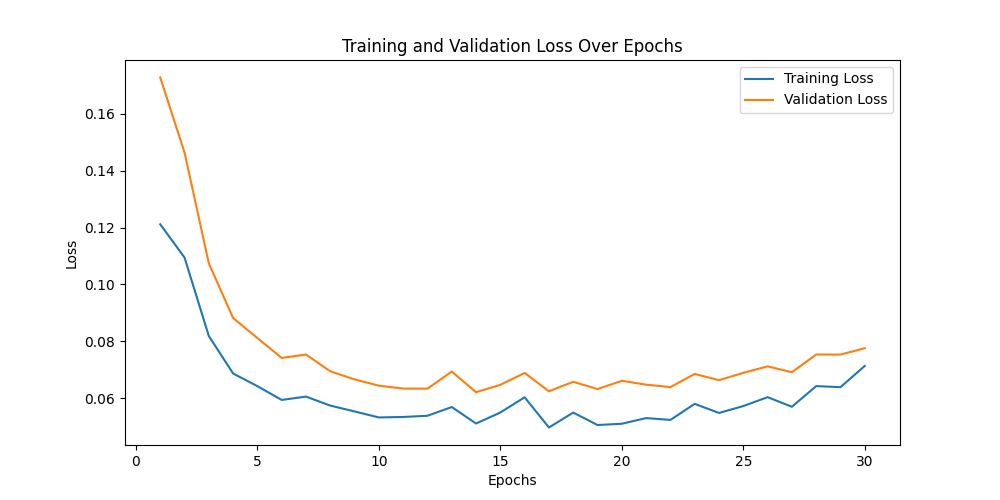 Training and Validation Loss Over Epochs
Training Loss
Validation Loss
0.16
0.14
0.12
0.10
0.08
0.06
Loss
0
5
10
15
20
25
30
Epochs